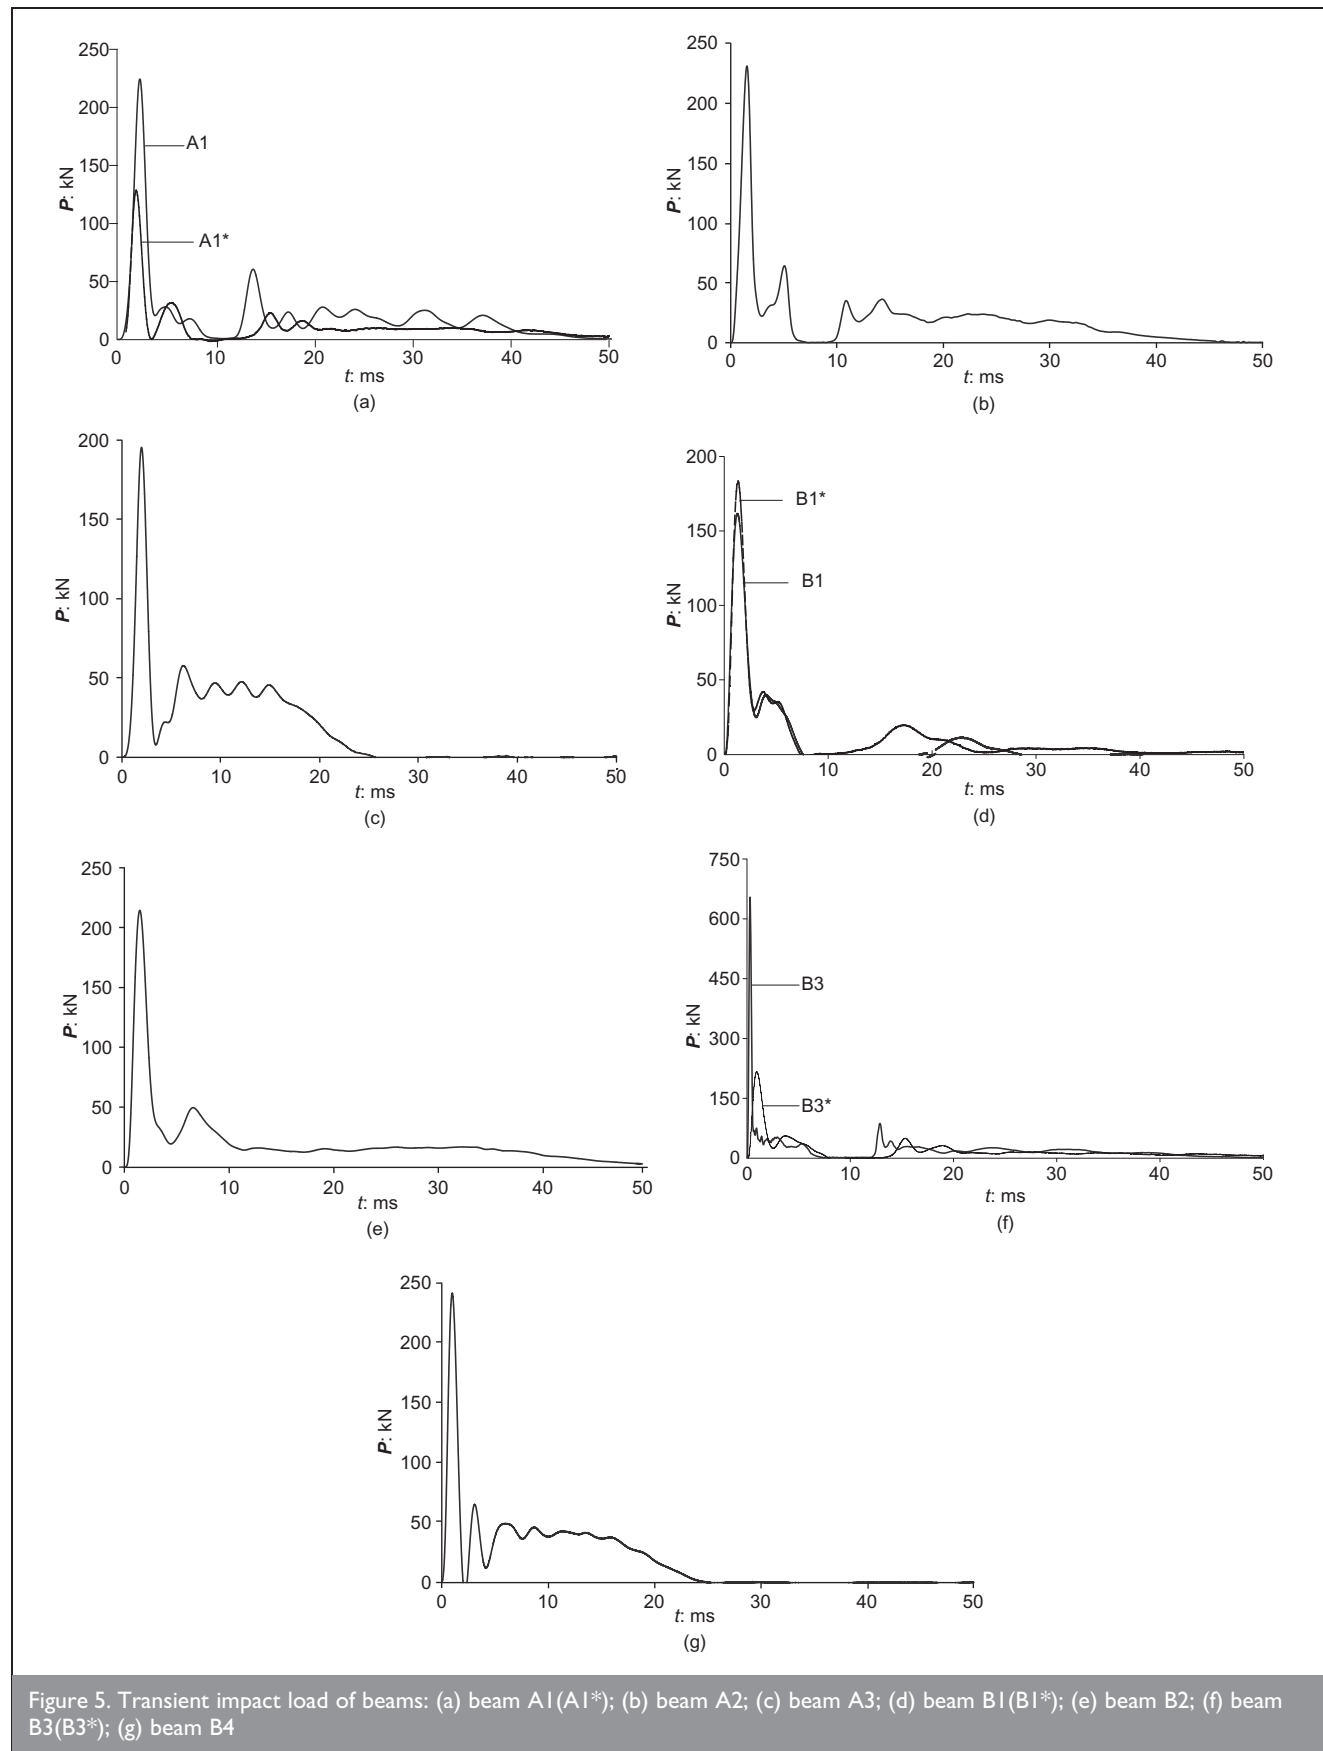 250
200
150
100
50
0
P: kN
A1
A1*
0 10 20 30 40 50
t: ms
(a)
250
200
150
100
50
0
P: kN
0 10 20 30 40 50
t: ms
(b)
200
150
100
50
0
P: kN
0 10 20 30 40 50
t: ms
(c)
200
150
100
50
0
P: kN
B1*
B1
0 10 20 30 40 50
t: ms
(d)
250
200
150
100
50
0
P: kN
0 10 20 30 40 50
t: ms
(e)
750
600
450
300
150
0
P: kN
B3
B3*
0 10 20 30 40 50
t: ms
(f)
250
200
150
100
50
0
P: kN
0 10 20 30 40 50
t: ms
(g)
Figure 5. Transient impact load of beams: (a) beam A1(A1*); (b) beam A2; (c) beam A3; (d) beam B1(B1*); (e) beam B2; (f) beam
B3(B3*); (g) beam B4